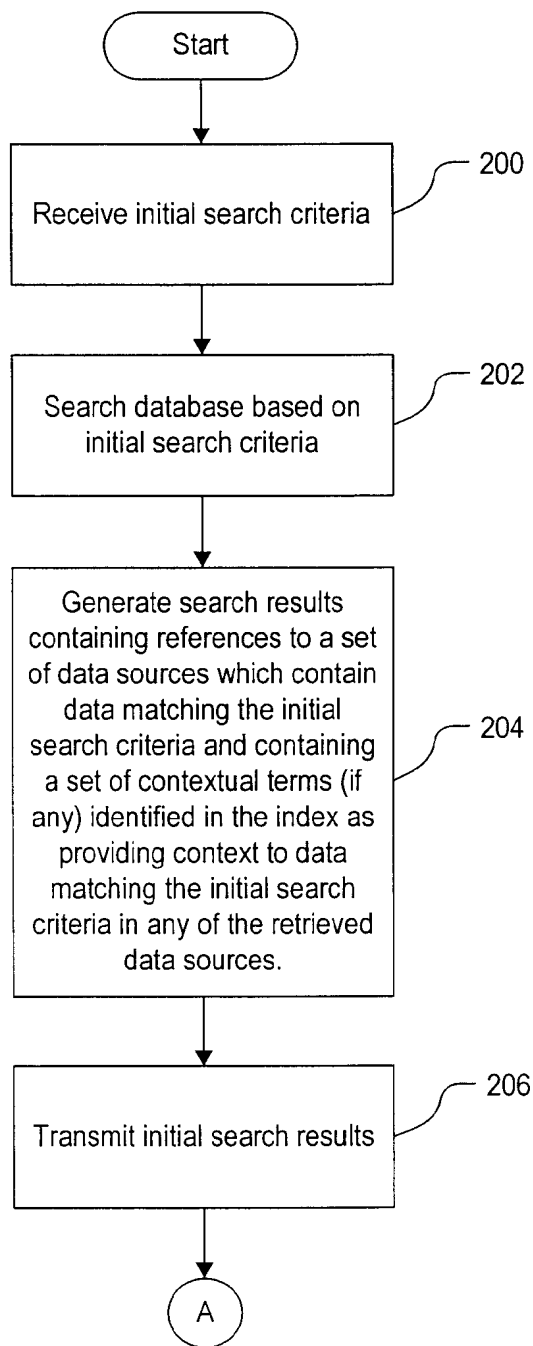 Start
200
Receive initial search criteria
202
Search database based on
initial search criteria
Generate search results
containing references to a set
of data sources which contain
data matching the initial
search criteria and containing
a set of contextual terms (if
any) identified in the index as
providing context to data
matching the initial search
criteria in any of the retrieved
data sources.
204
206
Transmit initial search results
A